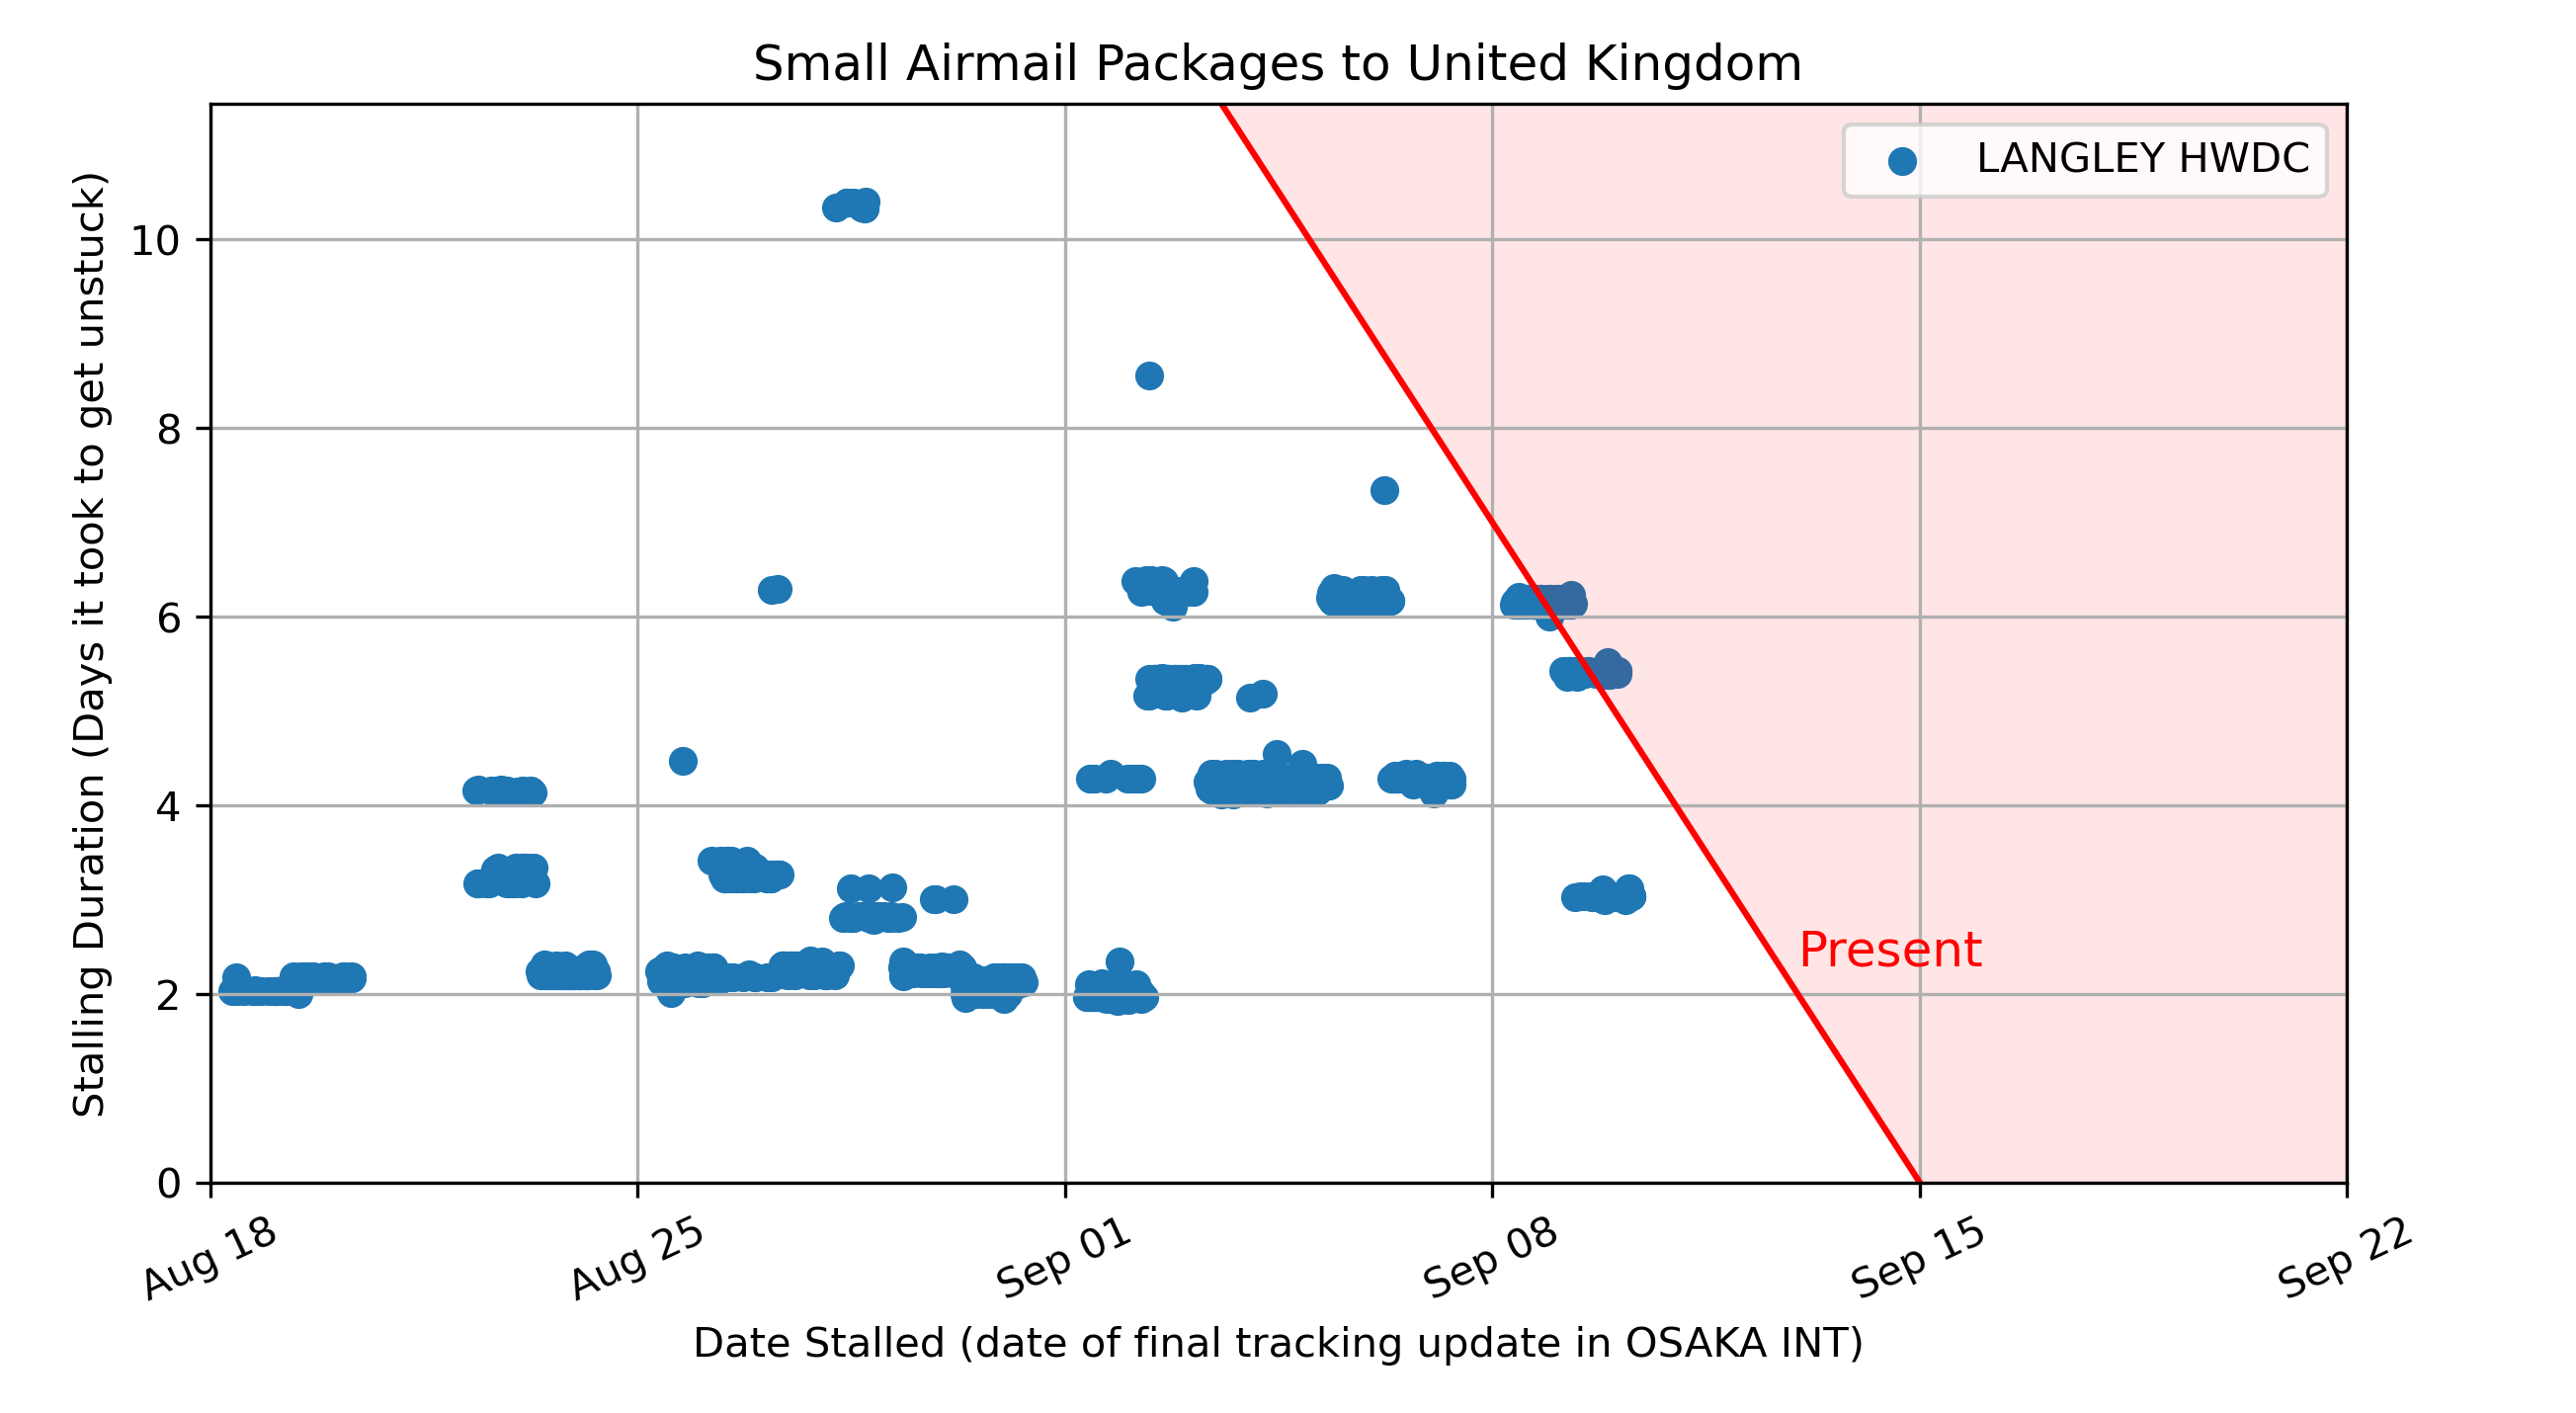 Small Airmail Packages to United Kingdom
LANGLEY HWDC
Stalling Duration (Days it took to get unstuck)
10
8
6
4
2
0
Present
Aug 18
Aug 25
Sep 01
Sep 08
Sep 15
Sep 22
Date Stalled (date of final tracking update in OSAKA INT)